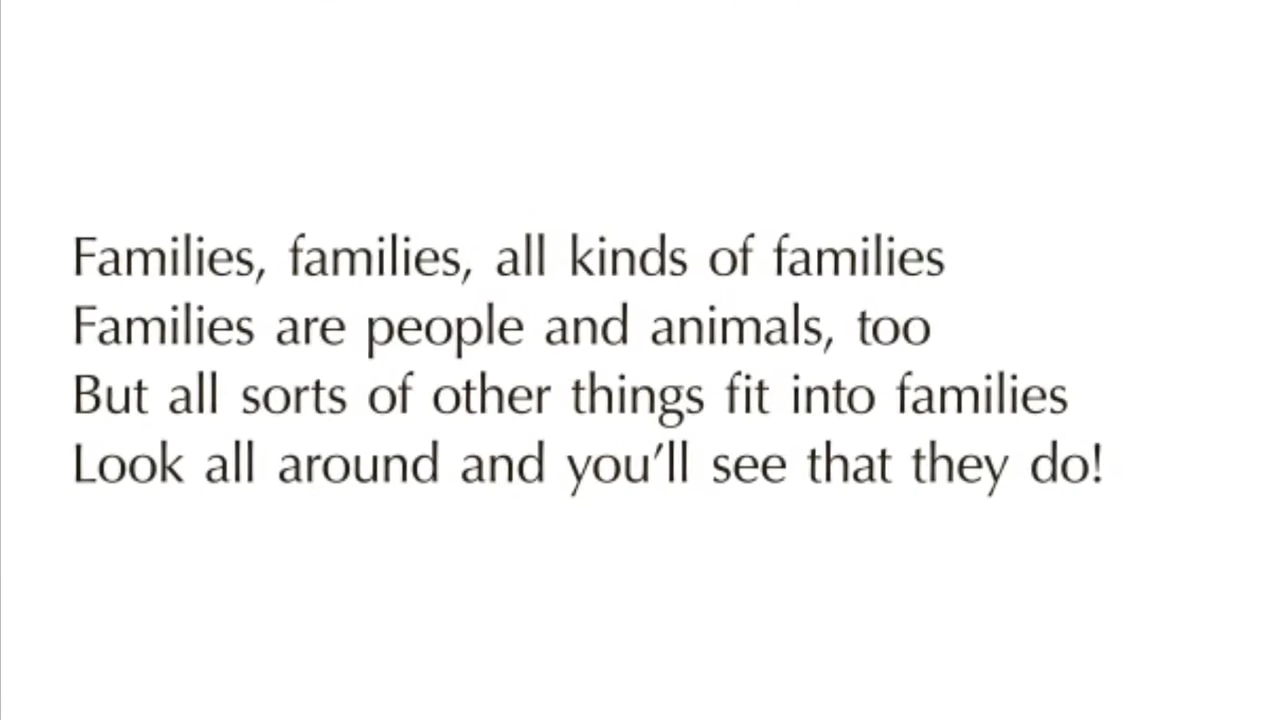 Families, families, all kinds of families
Families are people and animals, too
But all sorts of other things fit into families
Look all around and you’ll see that they do!